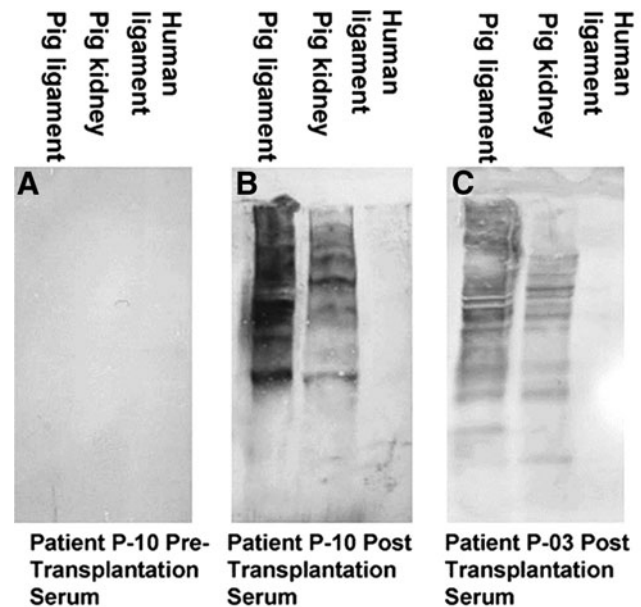 Pig ligament
Pig kidney
Human
ligament
Pig ligament
Pig kidney
Human
ligament
Pig ligament
Pig kidney
Human
ligament
A
B
C
Patient P-10 Pre-
Transplantation
Serum
Patient P-10 Post
Transplantation
Serum
Patient P-03 Post
Transplantation
Serum